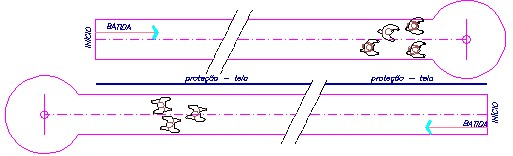 INÍCIO
BATIDA
proteção - tela
proteção - tela
BATIDA
INÍCIO